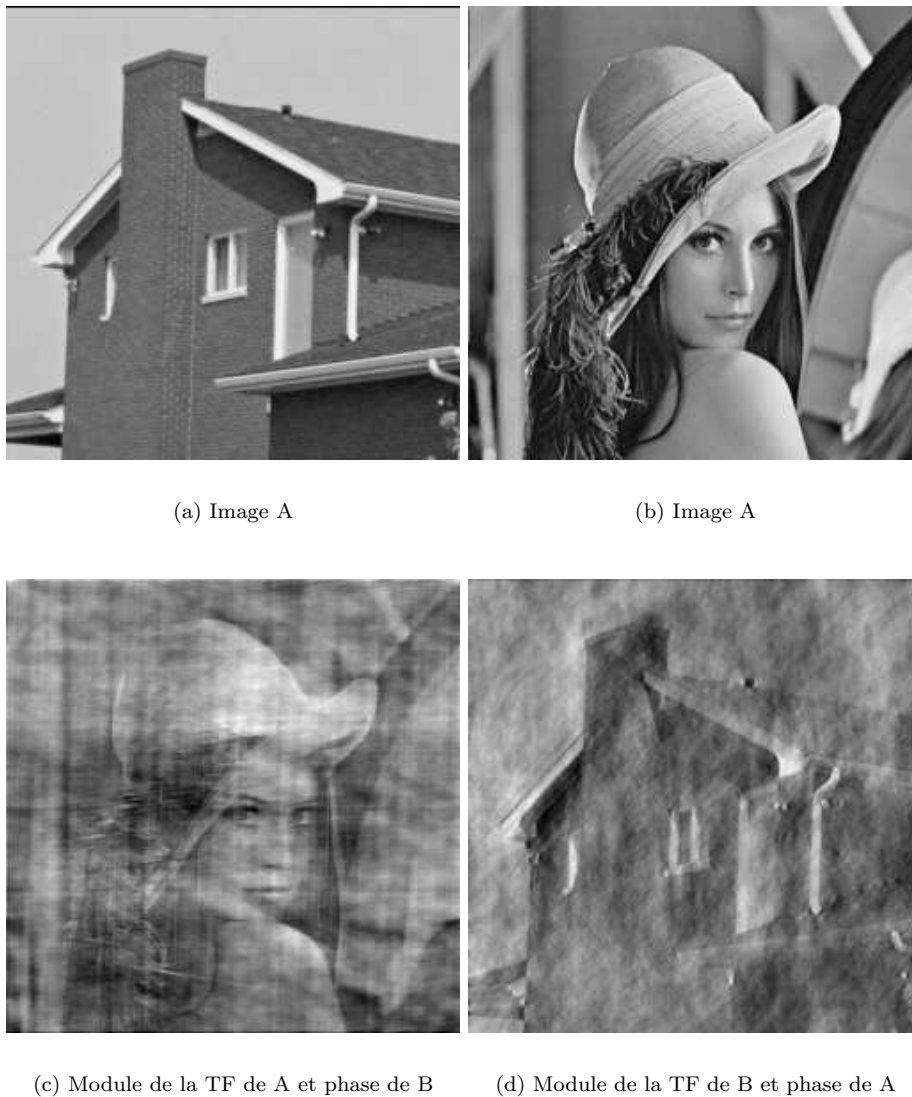 (a) Image A
(b) Image A
(c) Module de la TF de A et phase de B
(d) Module de la TF de B et phase de A